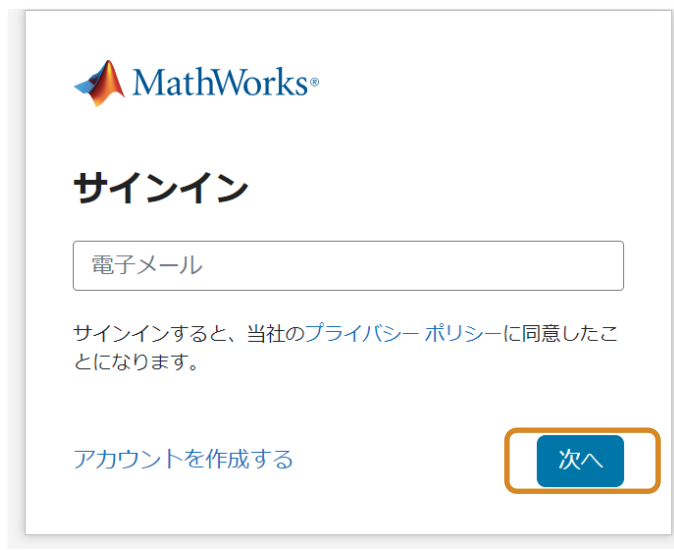 MathWorks®
サインイン
電子メール
サインインすると、当社のプライバシー ポリシーに同意したこ
とになります。
アカウントを作成する
次へ